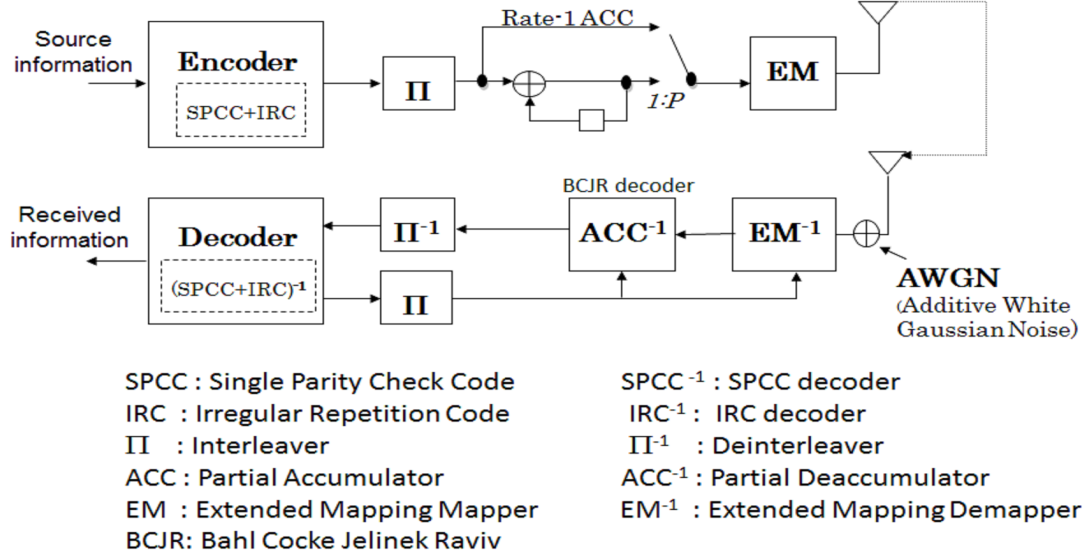 Rate-1 ACC
Source
information
Encoder
SPCC+IRC
Π
1:P
EM
BCJR decoder
Received
information
Decoder
(SPCC+IRC)⁻¹
Π⁻¹
ACC⁻¹
EM⁻¹
Π
AWGN
(Additive White
Gaussian Noise)
SPCC : Single Parity Check Code
SPCC ⁻¹ : SPCC decoder
IRC : Irregular Repetition Code
IRC⁻¹ : IRC decoder
Π : Interleaver
Π⁻¹ : Deinterleaver
ACC : Partial Accumulator
ACC⁻¹ : Partial Deaccumulator
EM : Extended Mapping Mapper
EM⁻¹ : Extended Mapping Demapper
BCJR: Bahl Cocke Jelinek Raviv